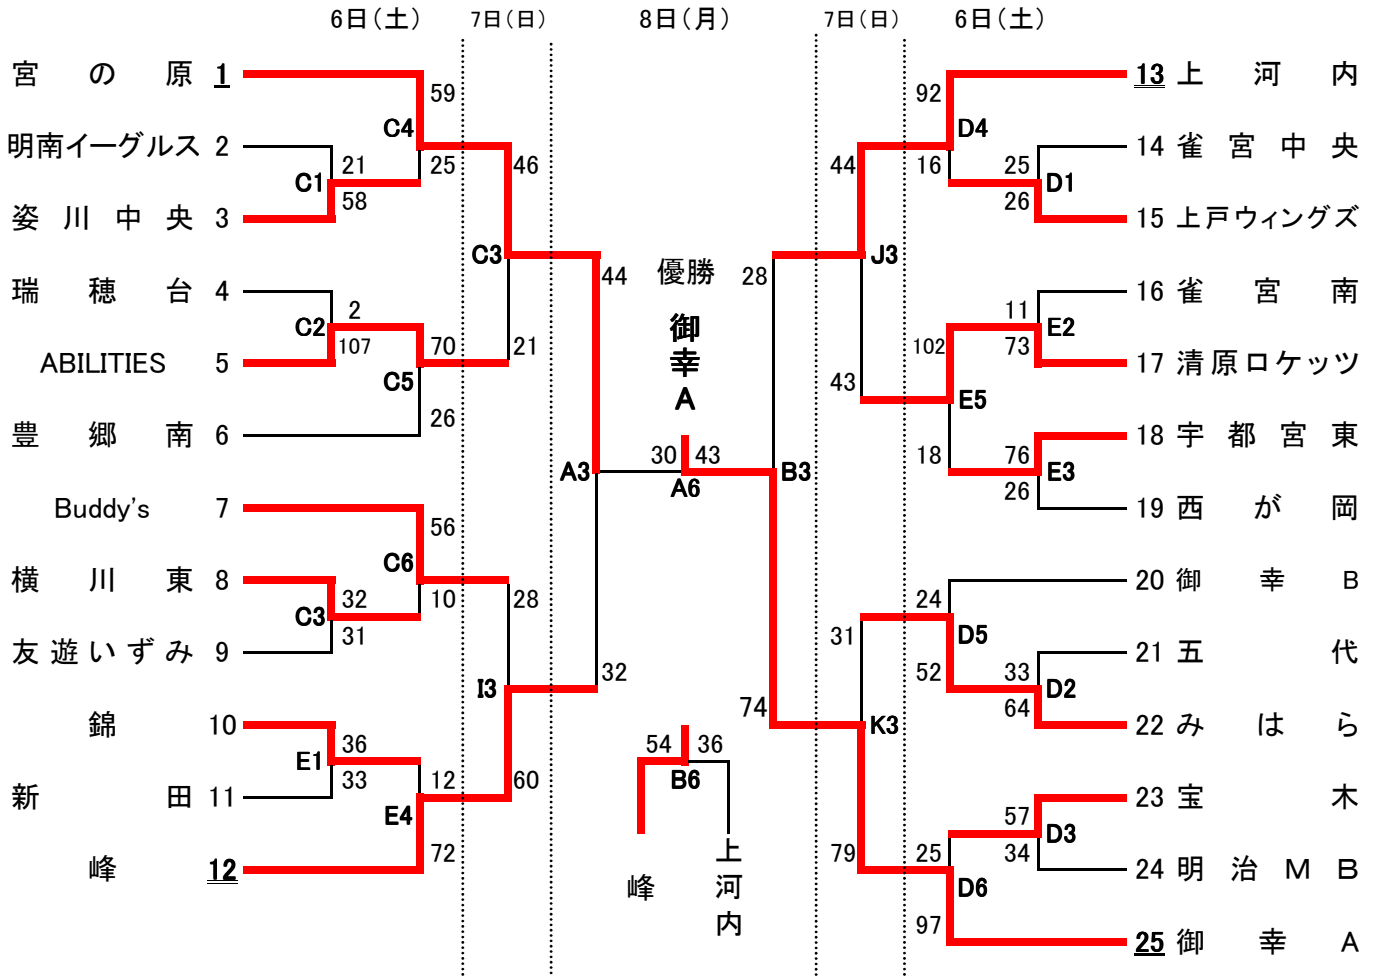 6日（土） 7日（日） 8日（月） 7日（日） 6日（土）
宮の原 1
明南イーグルス 2
姿川中央 3
瑞穂台 4
ABILITIES 5
豊郷南 6
Buddy's 7
横川東 8
友遊いずみ 9
錦 10
新田 11
峰 12
59
C4
25
21
C1
58
46
C3
21
2
C2
107
70
C5
26
56
C6
10
32
C3
31
28
I3
60
36
E1
33
12
E4
72
44
A3
32
優勝
御幸A
30 43
A6
54 36
B6
峰
上河内
28
B3
74
44
J3
43
31
K3
79
92
D4
16
25
D1
26
102
E5
18
11
E2
73
76
E3
26
24
D5
52
33
D2
64
57
D3
34
25
D6
97
13 上河内
14 雀宮中央
15 上戸ウィングズ
16 雀宮南
17 清原ロケッツ
18 宇都宮東
19 西が岡
20 御幸B
21 五代
22 みはら
23 宝木
24 明治MB
25 御幸A